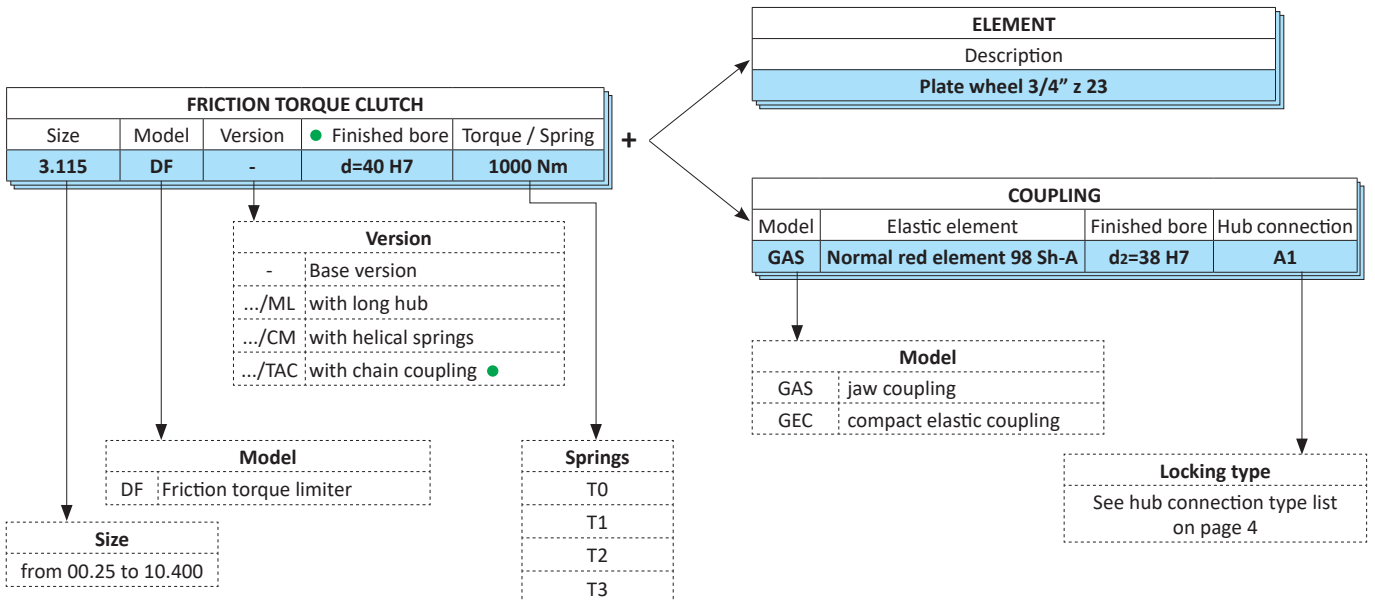 FRICTION TORQUE CLUTCH
Size Model Version ● Finished bore Torque / Spring
3.115 DF - d=40 H7 1000 Nm
+
ELEMENT
Description
Plate wheel 3/4” z 23
COUPLING
Model Elastic element Finished bore Hub connection
GAS Normal red element 98 Sh-A d2=38 H7 A1
Version
- Base version
.../ML with long hub
.../CM with helical springs
.../TAC with chain coupling ●
Model
DF Friction torque limiter
Size
from 00.25 to 10.400
Springs
T0
T1
T2
T3
Model
GAS jaw coupling
GEC compact elastic coupling
Locking type
See hub connection type list
on page 4